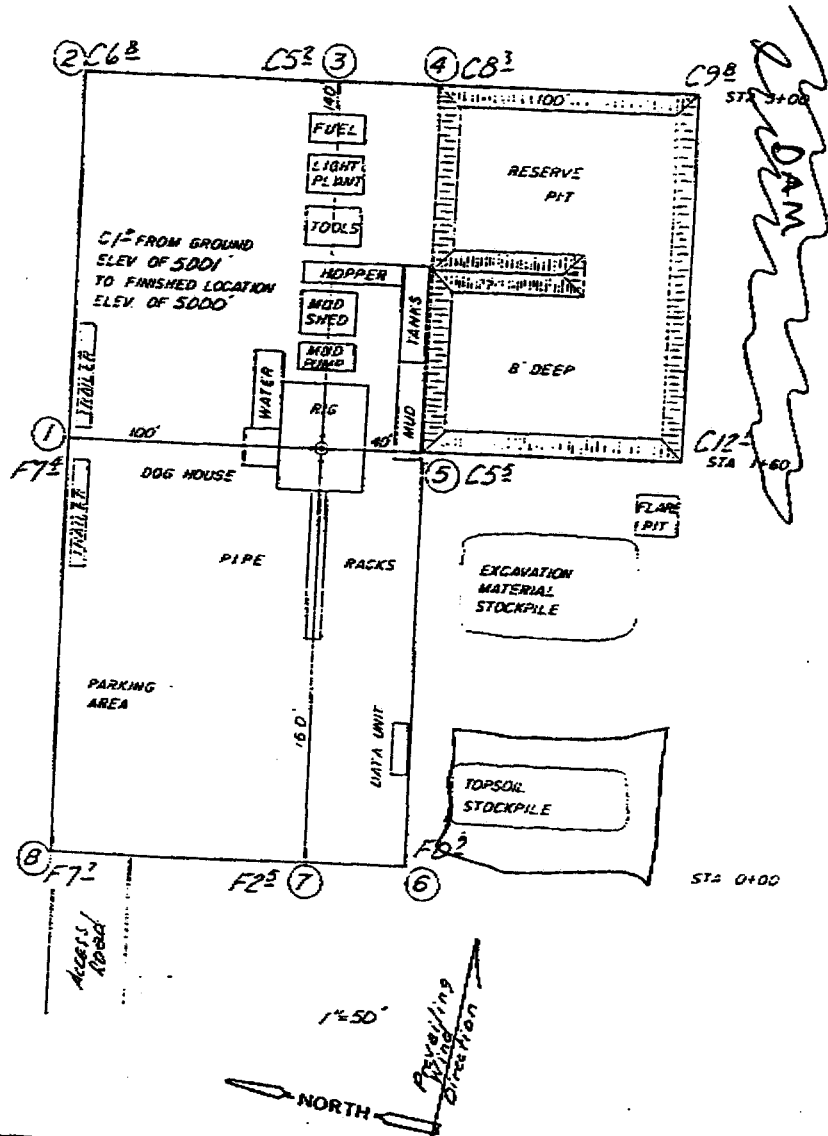 ② C6⁸
C5² ③
④ C8³
C9⁸
STA 3+00
140'
100'
DAM
FUEL
LIGHT
PLANT
TOOLS
RESERVE
PIT
FROM GROUND
ELEV OF 5001'
TO FINISHED LOCATION
ELEV. OF 5000'
HOPPER
MUD
SHED
TANKS
MUD
PUMP
8' DEEP
TRAILER
WATER
RIG
MUD
①
100'
40'
C12
STA 1+60
F7⁴
DOG HOUSE
⑤ C5⁵
TRAILER
FLARE
PIT
PIPE
RACKS
EXCAVATION
MATERIAL
STOCKPILE
PARKING
AREA
160'
DATA UNIT
TOPSOIL
STOCKPILE
⑧
F7²
F2⁵ ⑦
⑥
STA 0+00
ACCESS
ROAD
1"=50'
Prevailing
Wind
Direction
NORTH